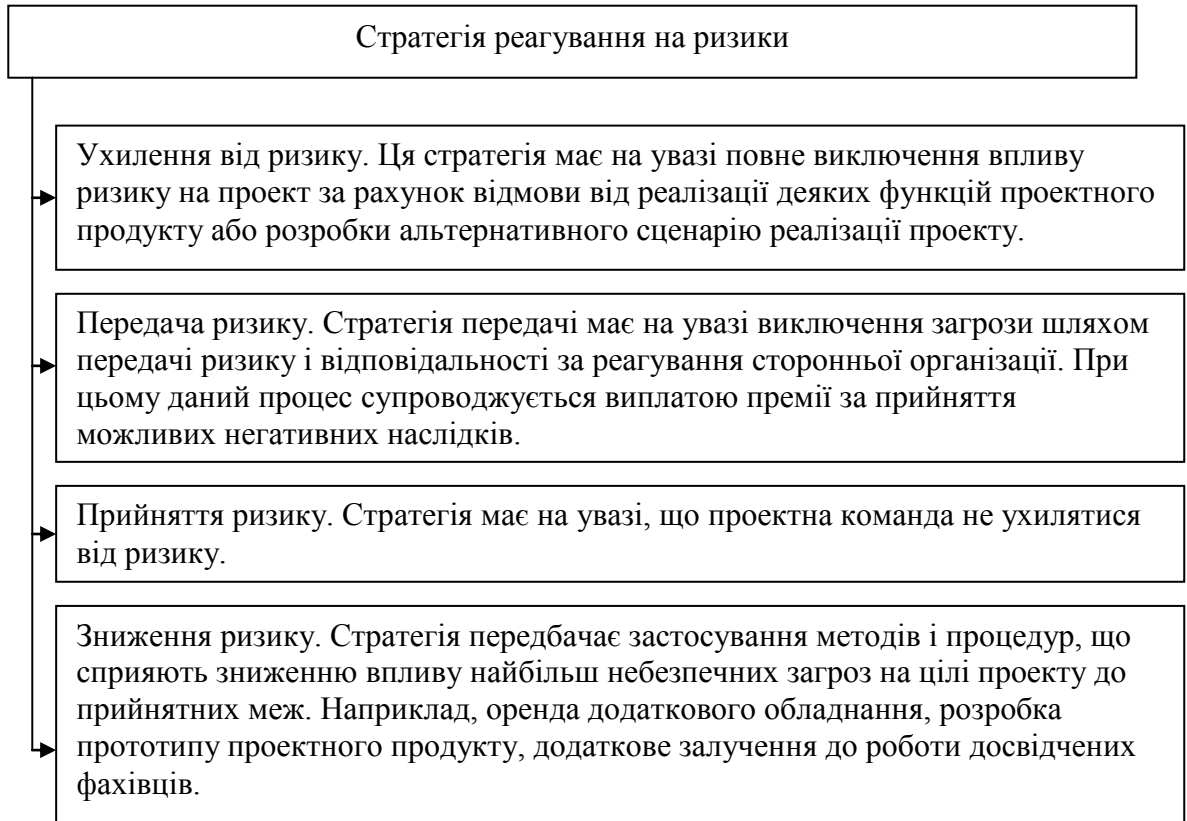 Стратегія реагування на ризики
Ухилення від ризику. Ця стратегія має на увазі повне виключення впливу
ризику на проект за рахунок відмови від реалізації деяких функцій проектного
продукту або розробки альтернативного сценарію реалізації проекту.
Передача ризику. Стратегія передачі має на увазі виключення загрози шляхом
передачі ризику і відповідальності за реагування сторонньої організації. При
цьому даний процес супроводжується виплатою премії за прийняття
можливих негативних наслідків.
Прийняття ризику. Стратегія має на увазі, що проектна команда не ухилятися
від ризику.
Зниження ризику. Стратегія передбачає застосування методів і процедур, що
сприяють зниженню впливу найбільш небезпечних загроз на цілі проекту до
прийнятних меж. Наприклад, оренда додаткового обладнання, розробка
прототипу проектного продукту, додаткове залучення до роботи досвідчених
фахівців.